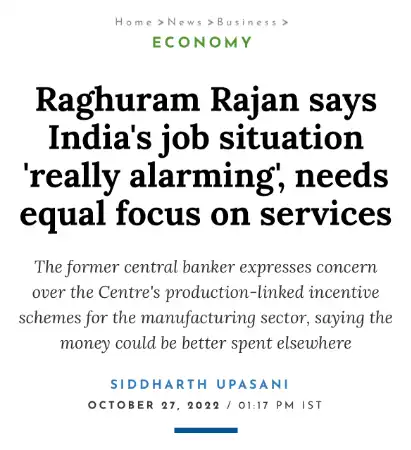 Home >News >Business >
ECONOMY
Raghuram Rajan says
India's job situation
'really alarming', needs
equal focus on services
The former central banker expresses concern
over the Centre's production-linked incentive
schemes for the manufacturing sector, saying the
money could be better spent elsewhere
SIDDHARTH UPASANI
OCTOBER 27, 2022 / 01:17 PM IST